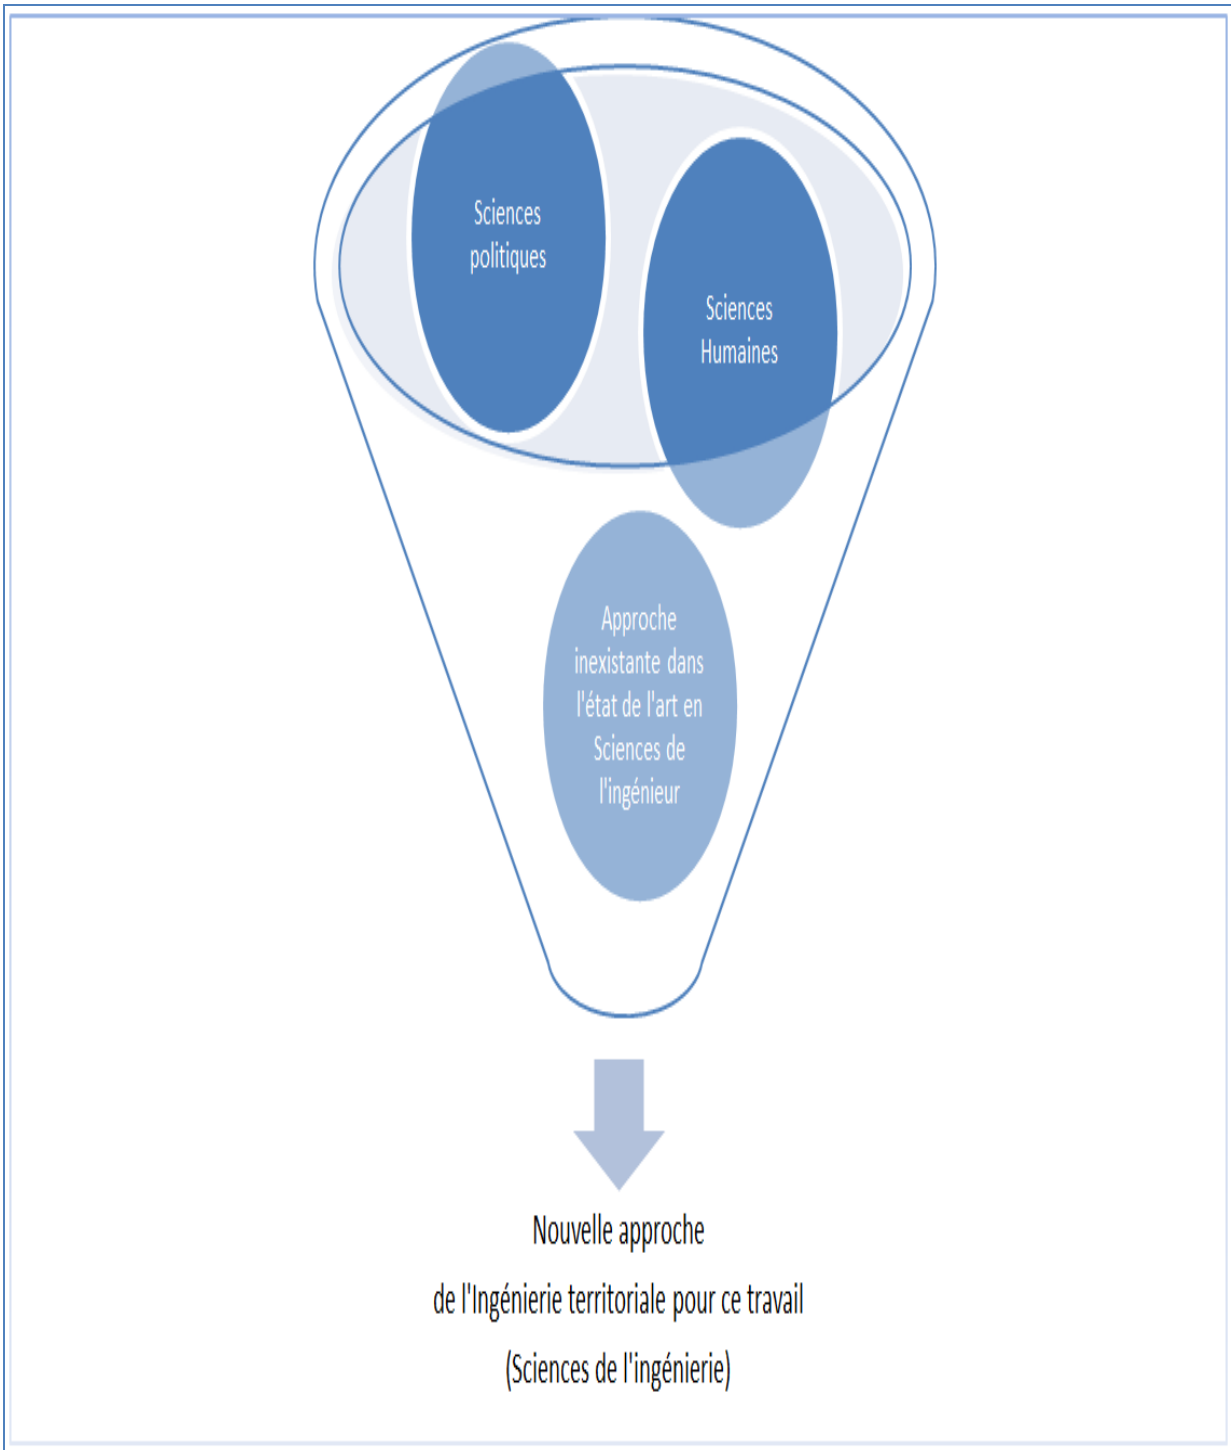 Sciences
politiques
Sciences
Humaines
Approche
inexistante dans
l'état de l'art en
Sciences de
l'ingénieur
Nouvelle approche
de l'Ingénierie territoriale pour ce travail
(Sciences de l'ingénierie)